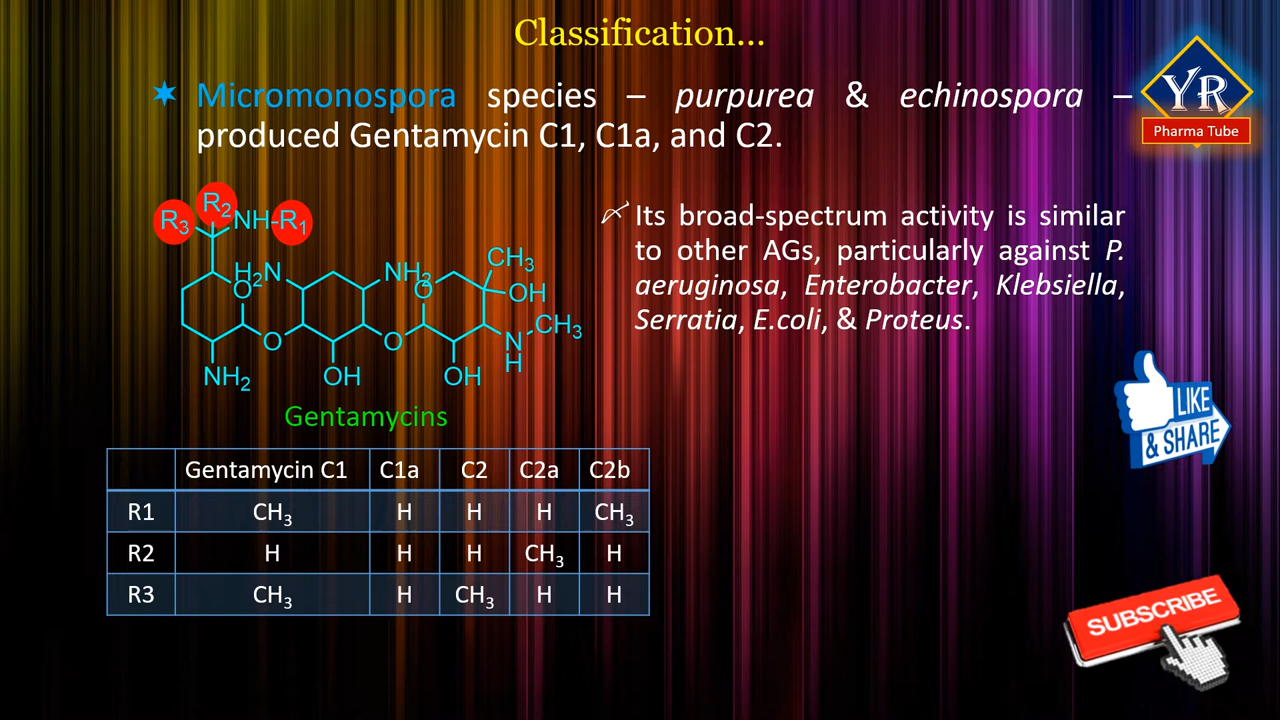 Classification...
YR
Pharma Tube
✶ Micromonospora species – purpurea & echinospora –
produced Gentamycin C1, C1a, and C2.
R3 R2 NH-R1
H2N NH2 CH3
O O OH
O O N CH3
H
NH2 OH OH
Gentamycins
Its broad-spectrum activity is similar
to other AGs, particularly against P.
aeruginosa, Enterobacter, Klebsiella,
Serratia, E.coli, & Proteus.
LIKE
& SHARE
Gentamycin C1 C1a C2 C2a C2b
R1 CH3 H H H CH3
R2 H H H CH3 H
R3 CH3 H CH3 H H
SUBSCRIBE